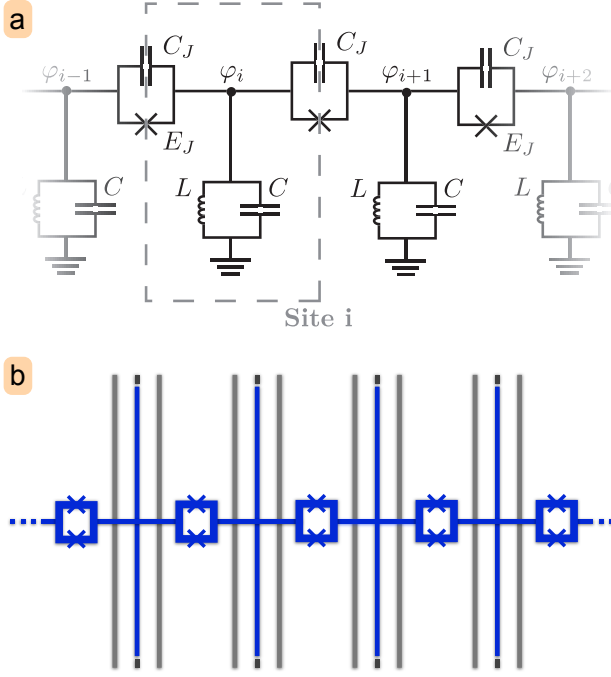 a
C_J C_J C_J
φ_{i−1} φ_i φ_{i+1} φ_{i+2}
E_J E_J
C L C L C L
Site i
b